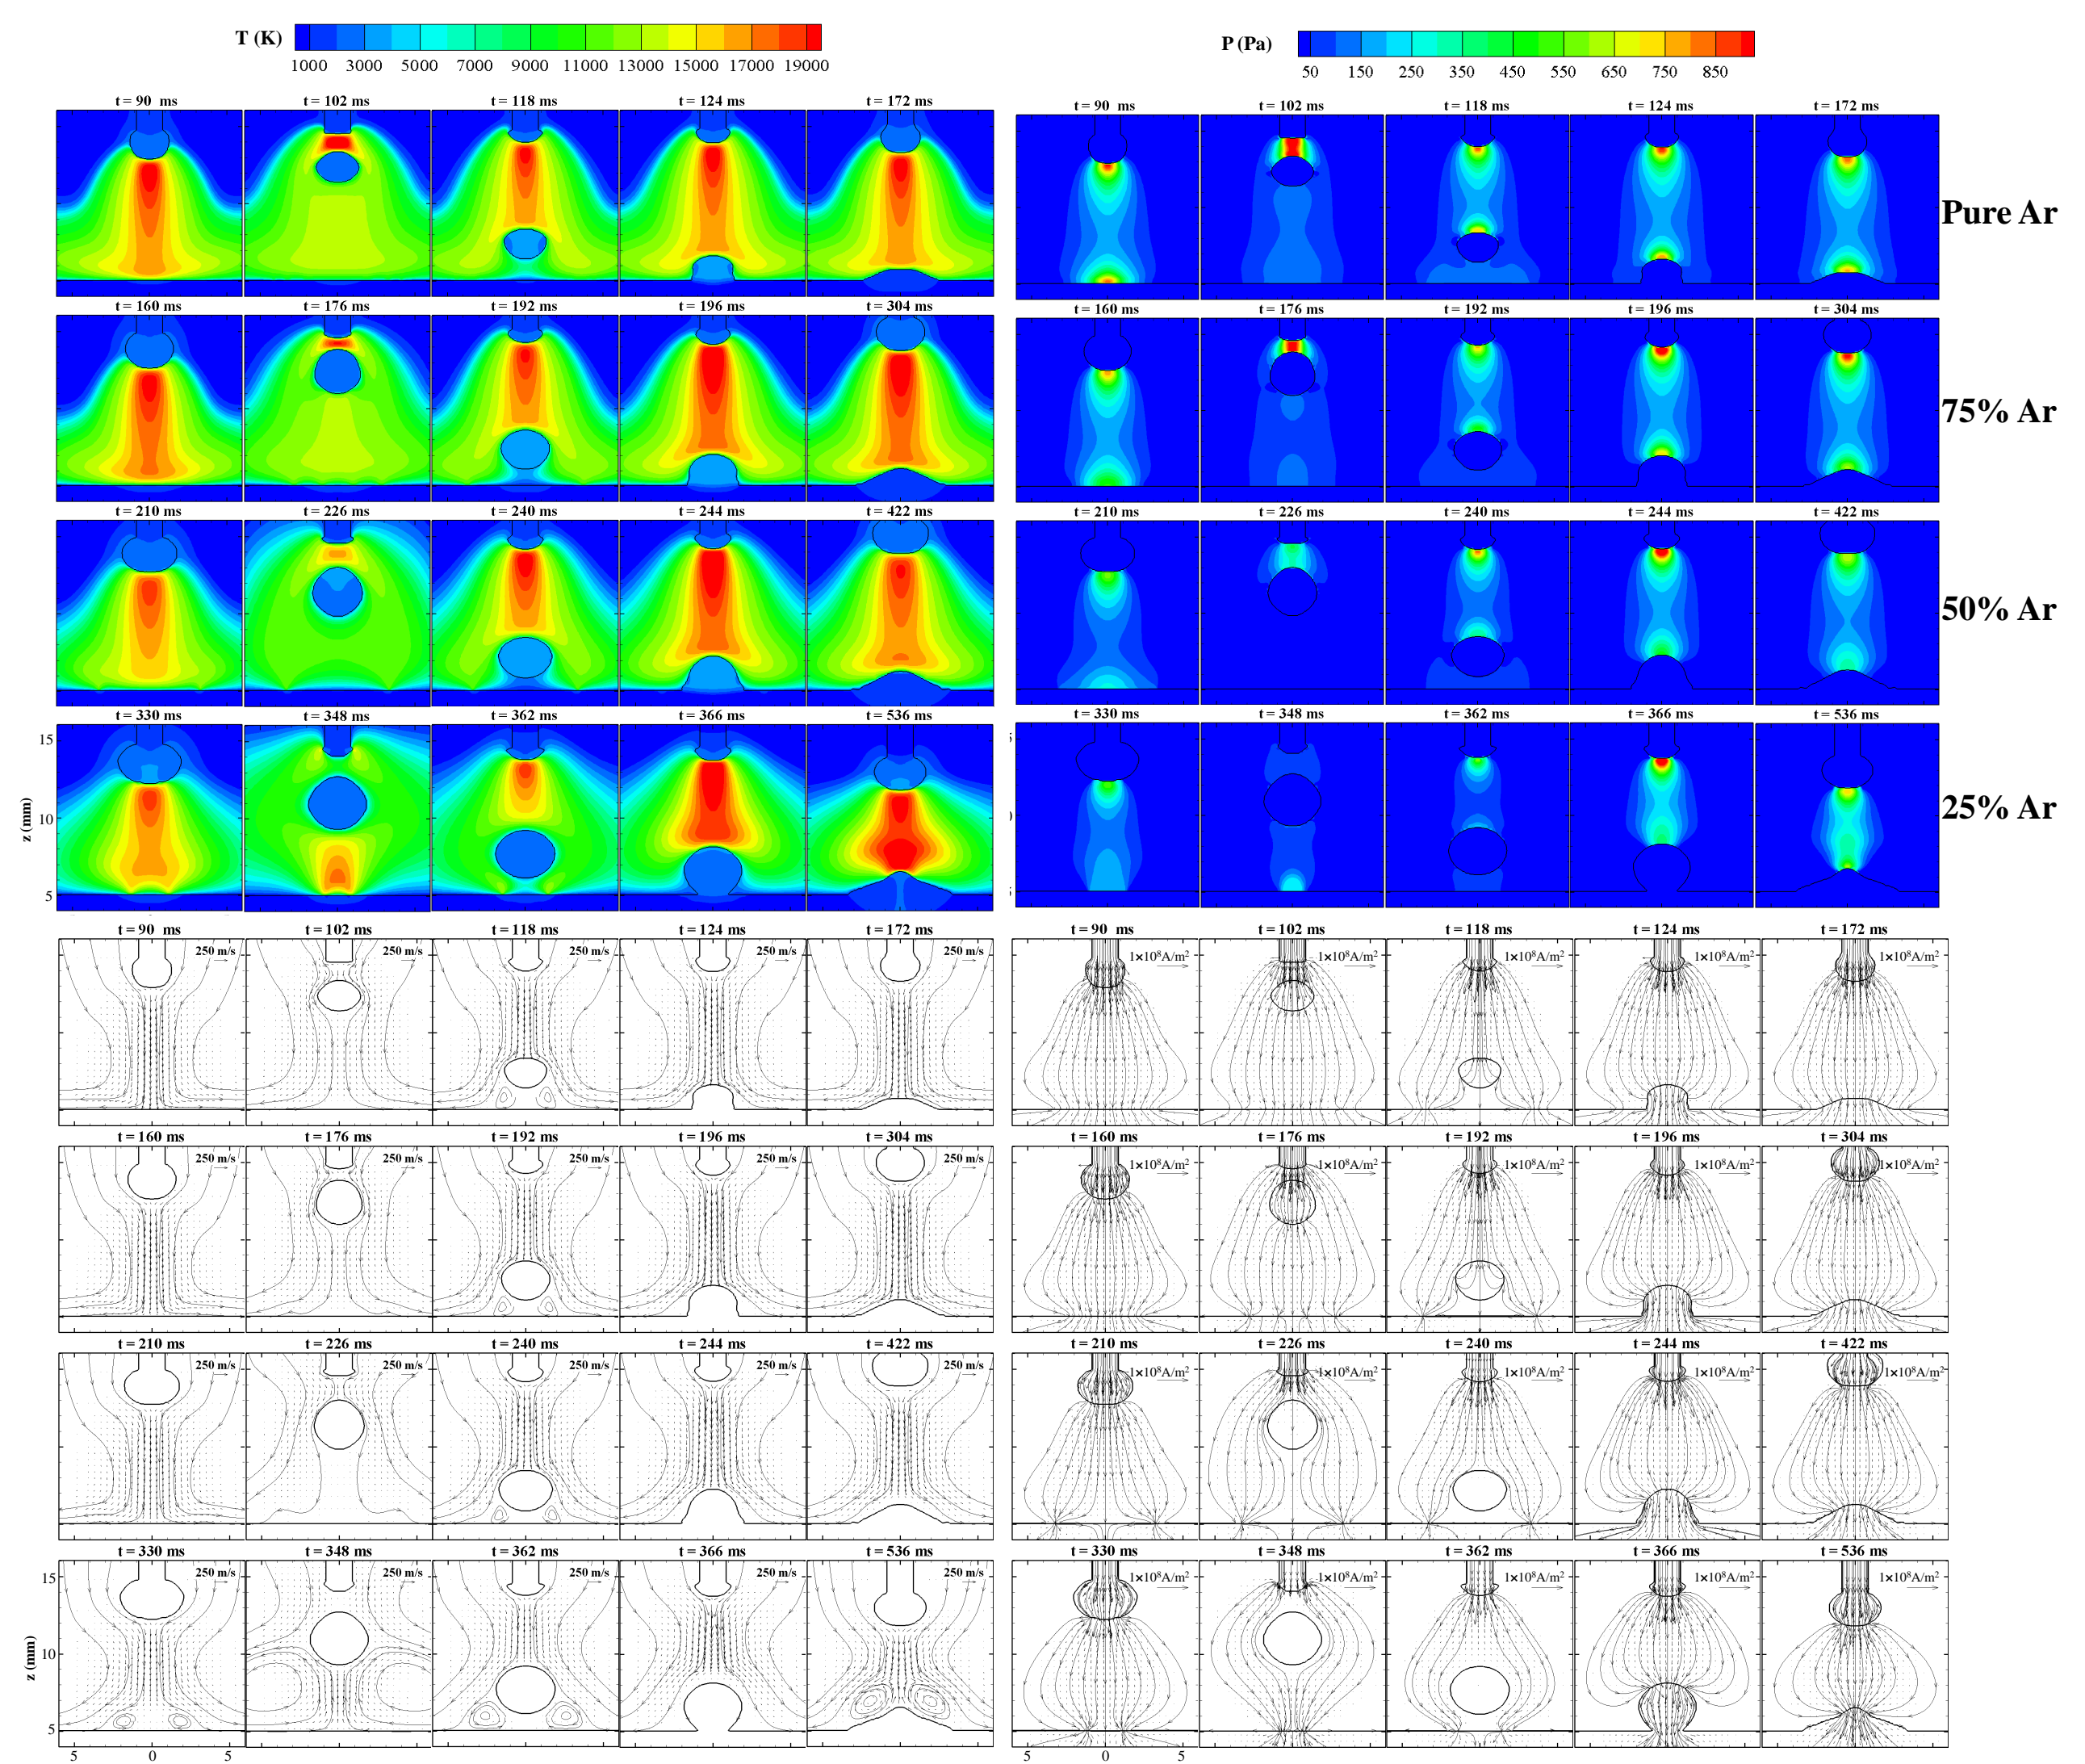 T (K)
1000 3000 5000 7000 9000 11000 13000 15000 17000 19000
P (Pa)
50 150 250 350 450 550 650 750 850
t = 90 ms t = 102 ms t = 118 ms t = 124 ms t = 172 ms
t = 90 ms t = 102 ms t = 118 ms t = 124 ms t = 172 ms
Pure Ar
t = 160 ms t = 176 ms t = 192 ms t = 196 ms t = 304 ms
t = 160 ms t = 176 ms t = 192 ms t = 196 ms t = 304 ms
75% Ar
t = 210 ms t = 226 ms t = 240 ms t = 244 ms t = 422 ms
t = 210 ms t = 226 ms t = 240 ms t = 244 ms t = 422 ms
50% Ar
t = 330 ms t = 348 ms t = 362 ms t = 366 ms t = 536 ms
t = 330 ms t = 348 ms t = 362 ms t = 366 ms t = 536 ms
25% Ar
15
10
5
z (mm)
t = 90 ms t = 102 ms t = 118 ms t = 124 ms t = 172 ms
250 m/s 250 m/s 250 m/s 250 m/s 250 m/s
t = 90 ms t = 102 ms t = 118 ms t = 124 ms t = 172 ms
1×10⁸A/m² 1×10⁸A/m² 1×10⁸A/m² 1×10⁸A/m² 1×10⁸A/m²
t = 160 ms t = 176 ms t = 192 ms t = 196 ms t = 304 ms
250 m/s 250 m/s 250 m/s 250 m/s 250 m/s
t = 160 ms t = 176 ms t = 192 ms t = 196 ms t = 304 ms
1×10⁸A/m² 1×10⁸A/m² 1×10⁸A/m² 1×10⁸A/m² 1×10⁸A/m²
t = 210 ms t = 226 ms t = 240 ms t = 244 ms t = 422 ms
250 m/s 250 m/s 250 m/s 250 m/s 250 m/s
t = 210 ms t = 226 ms t = 240 ms t = 244 ms t = 422 ms
1×10⁸A/m² 1×10⁸A/m² 1×10⁸A/m² 1×10⁸A/m² 1×10⁸A/m²
t = 330 ms t = 348 ms t = 362 ms t = 366 ms t = 536 ms
250 m/s 250 m/s 250 m/s 250 m/s 250 m/s
t = 330 ms t = 348 ms t = 362 ms t = 366 ms t = 536 ms
1×10⁸A/m² 1×10⁸A/m² 1×10⁸A/m² 1×10⁸A/m² 1×10⁸A/m²
15
10
5
z (mm)
5 0 5
5 0 5